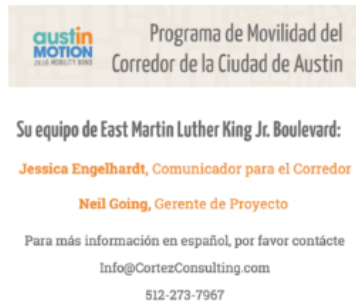 austin
MOTION
2016 MOBILITY BOND
Programa de Movilidad del
Corredor de la Ciudad de Austin
Su equipo de East Martin Luther King Jr. Boulevard:
Jessica Engelhardt, Comunicador para el Corredor
Neil Going, Gerente de Proyecto
Para más información en español, por favor contácte
Info@CortezConsulting.com
512-273-7967